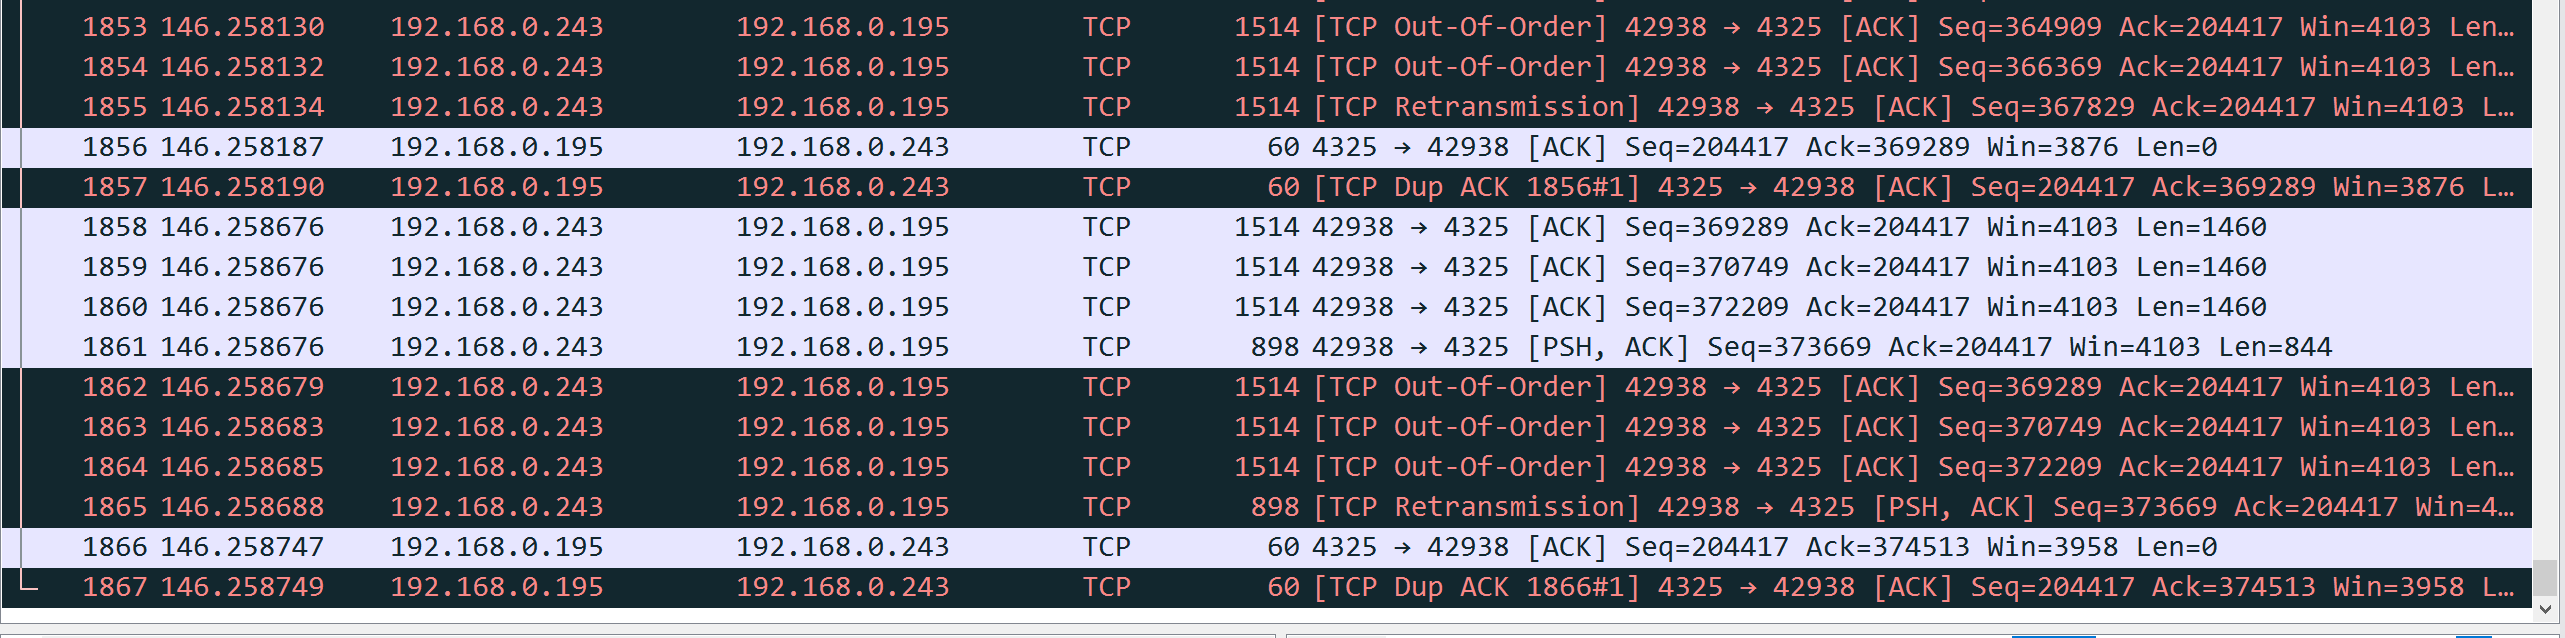 1853 146.258130 192.168.0.243 192.168.0.195 TCP 1514 [TCP Out-Of-Order] 42938 → 4325 [ACK] Seq=364909 Ack=204417 Win=4103 Len…
1854 146.258132 192.168.0.243 192.168.0.195 TCP 1514 [TCP Out-Of-Order] 42938 → 4325 [ACK] Seq=366369 Ack=204417 Win=4103 Len…
1855 146.258134 192.168.0.243 192.168.0.195 TCP 1514 [TCP Retransmission] 42938 → 4325 [ACK] Seq=367829 Ack=204417 Win=4103 L…
1856 146.258187 192.168.0.195 192.168.0.243 TCP 60 4325 → 42938 [ACK] Seq=204417 Ack=369289 Win=3876 Len=0
1857 146.258190 192.168.0.195 192.168.0.243 TCP 60 [TCP Dup ACK 1856#1] 4325 → 42938 [ACK] Seq=204417 Ack=369289 Win=3876 L…
1858 146.258676 192.168.0.243 192.168.0.195 TCP 1514 42938 → 4325 [ACK] Seq=369289 Ack=204417 Win=4103 Len=1460
1859 146.258676 192.168.0.243 192.168.0.195 TCP 1514 42938 → 4325 [ACK] Seq=370749 Ack=204417 Win=4103 Len=1460
1860 146.258676 192.168.0.243 192.168.0.195 TCP 1514 42938 → 4325 [ACK] Seq=372209 Ack=204417 Win=4103 Len=1460
1861 146.258676 192.168.0.243 192.168.0.195 TCP 898 42938 → 4325 [PSH, ACK] Seq=373669 Ack=204417 Win=4103 Len=844
1862 146.258679 192.168.0.243 192.168.0.195 TCP 1514 [TCP Out-Of-Order] 42938 → 4325 [ACK] Seq=369289 Ack=204417 Win=4103 Len…
1863 146.258683 192.168.0.243 192.168.0.195 TCP 1514 [TCP Out-Of-Order] 42938 → 4325 [ACK] Seq=370749 Ack=204417 Win=4103 Len…
1864 146.258685 192.168.0.243 192.168.0.195 TCP 1514 [TCP Out-Of-Order] 42938 → 4325 [ACK] Seq=372209 Ack=204417 Win=4103 Len…
1865 146.258688 192.168.0.243 192.168.0.195 TCP 898 [TCP Retransmission] 42938 → 4325 [PSH, ACK] Seq=373669 Ack=204417 Win=4…
1866 146.258747 192.168.0.195 192.168.0.243 TCP 60 4325 → 42938 [ACK] Seq=204417 Ack=374513 Win=3958 Len=0
1867 146.258749 192.168.0.195 192.168.0.243 TCP 60 [TCP Dup ACK 1866#1] 4325 → 42938 [ACK] Seq=204417 Ack=374513 Win=3958 L…